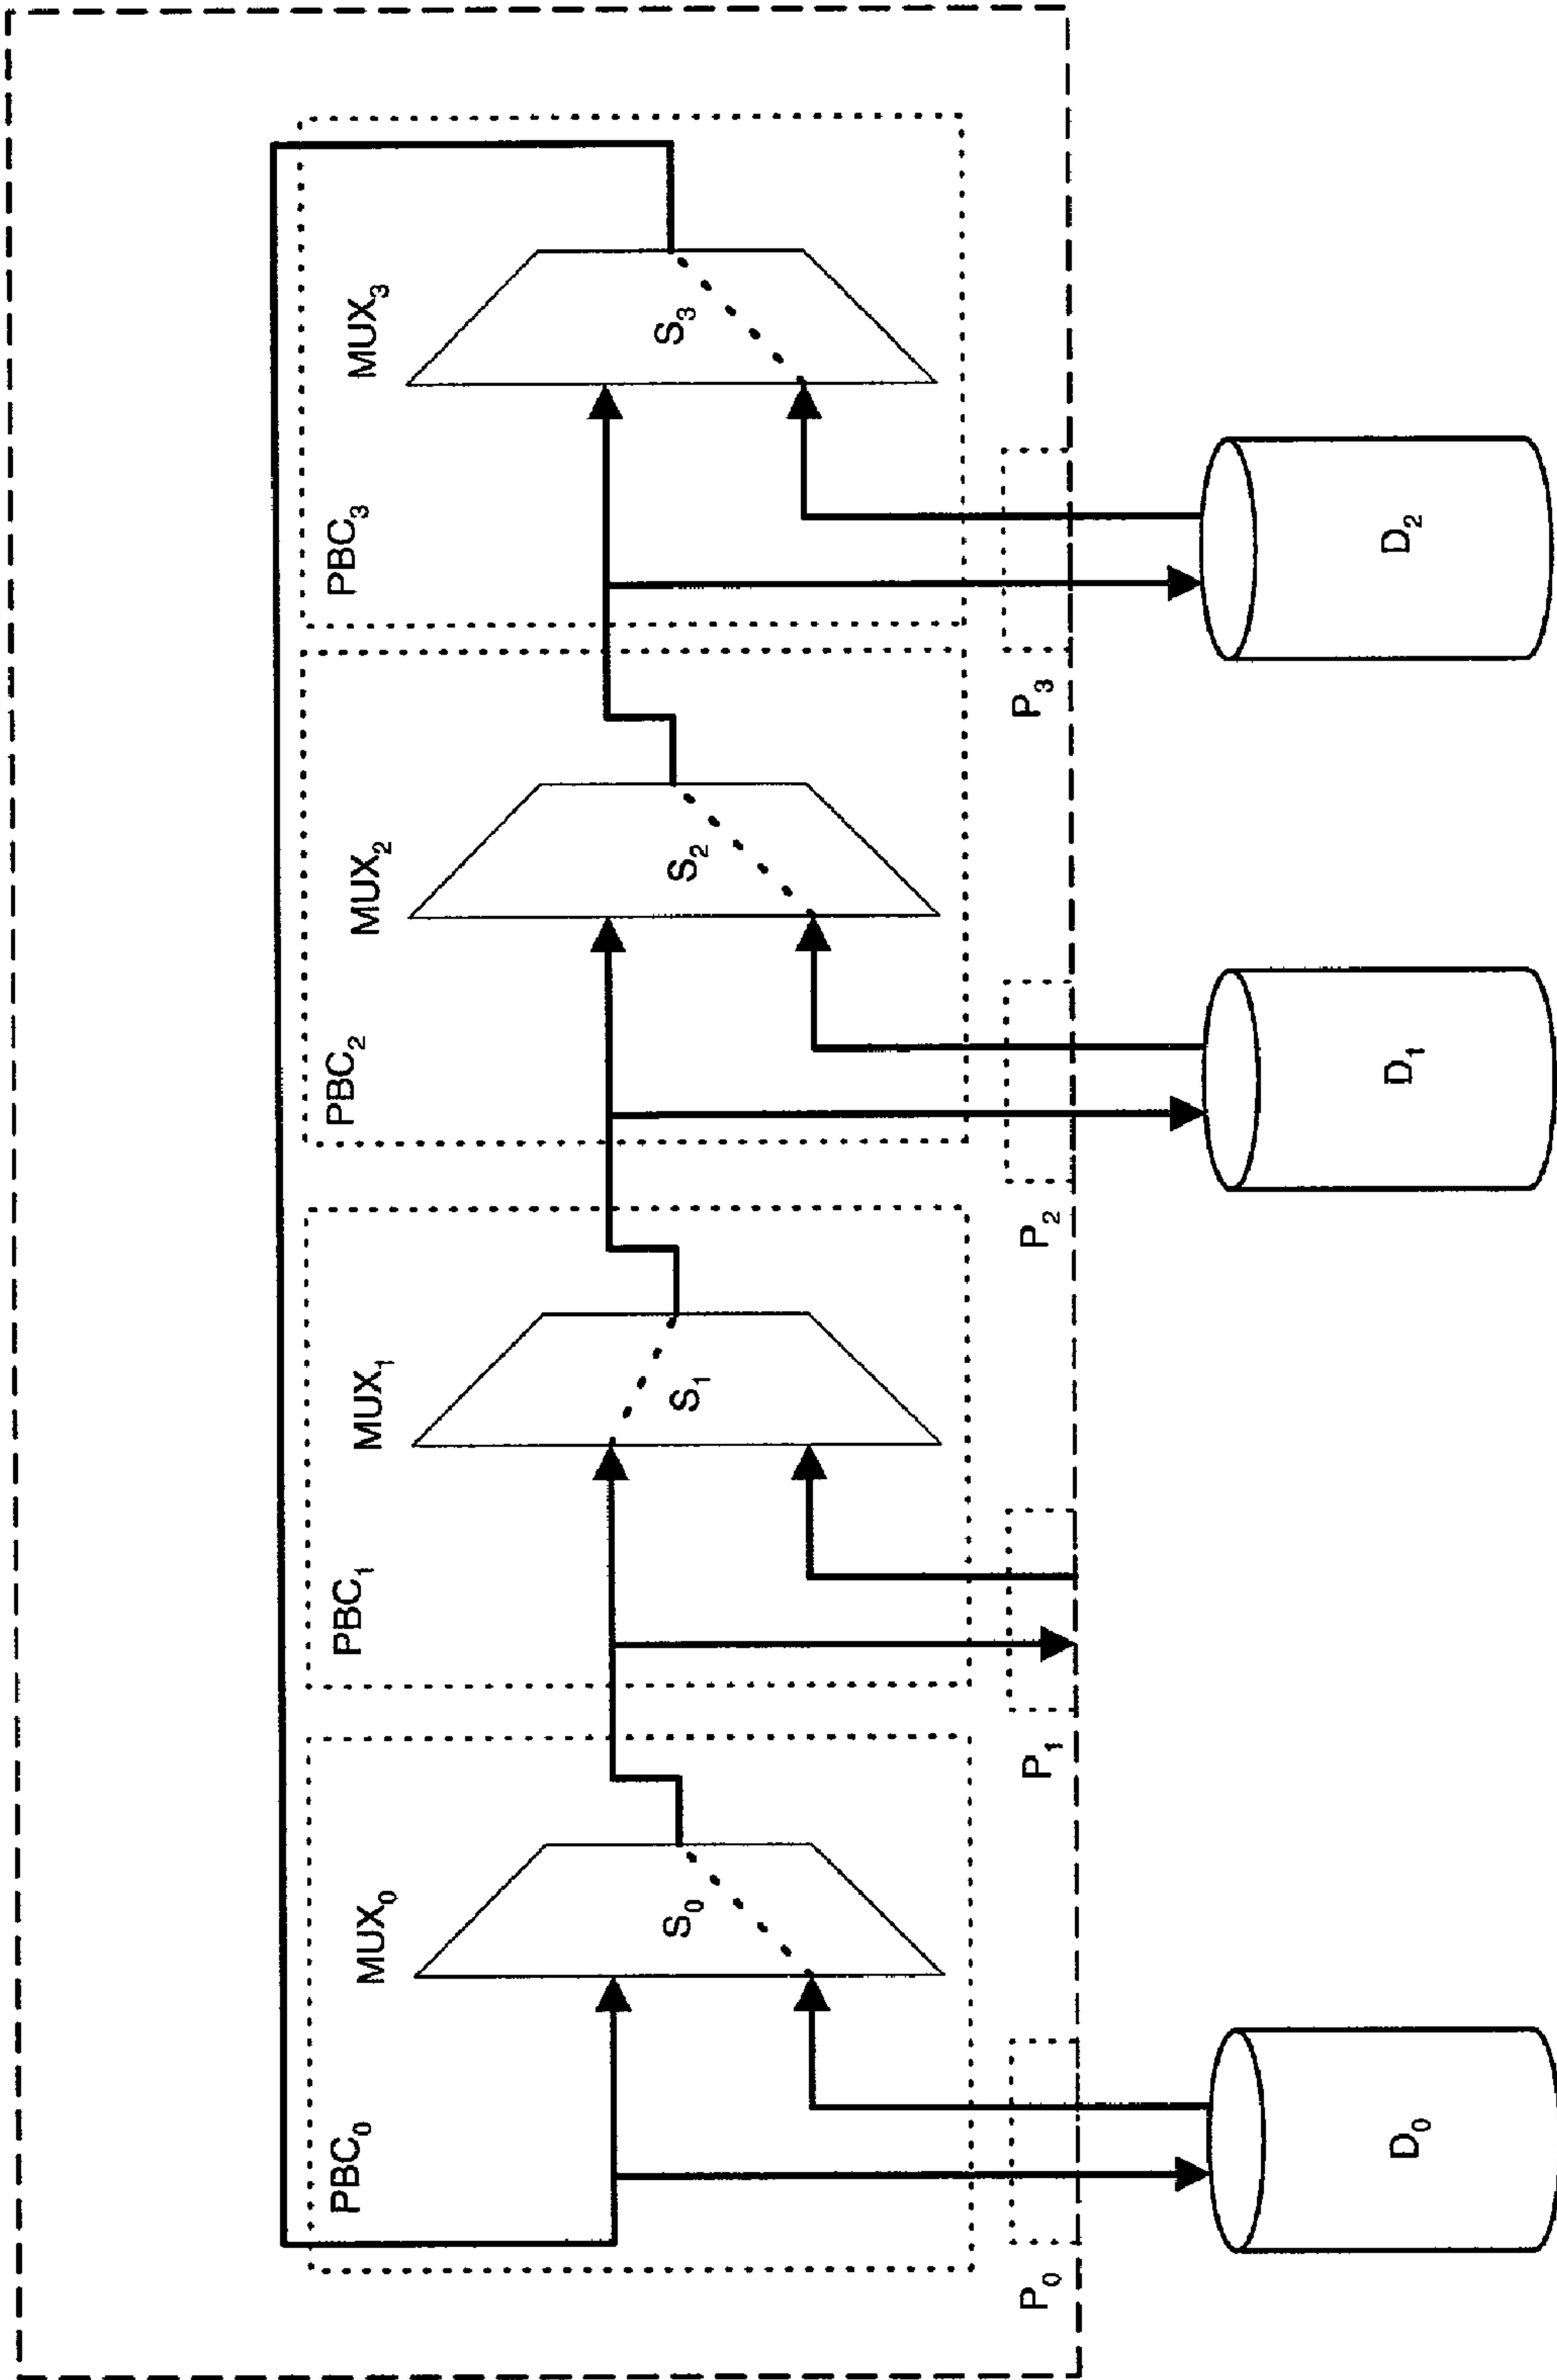 MUX₀
MUX₁
MUX₂
MUX₃
PBC₀
PBC₁
PBC₂
PBC₃
S₀
S₁
S₂
S₃
P₀
P₁
P₂
P₃
D₀
D₁
D₂